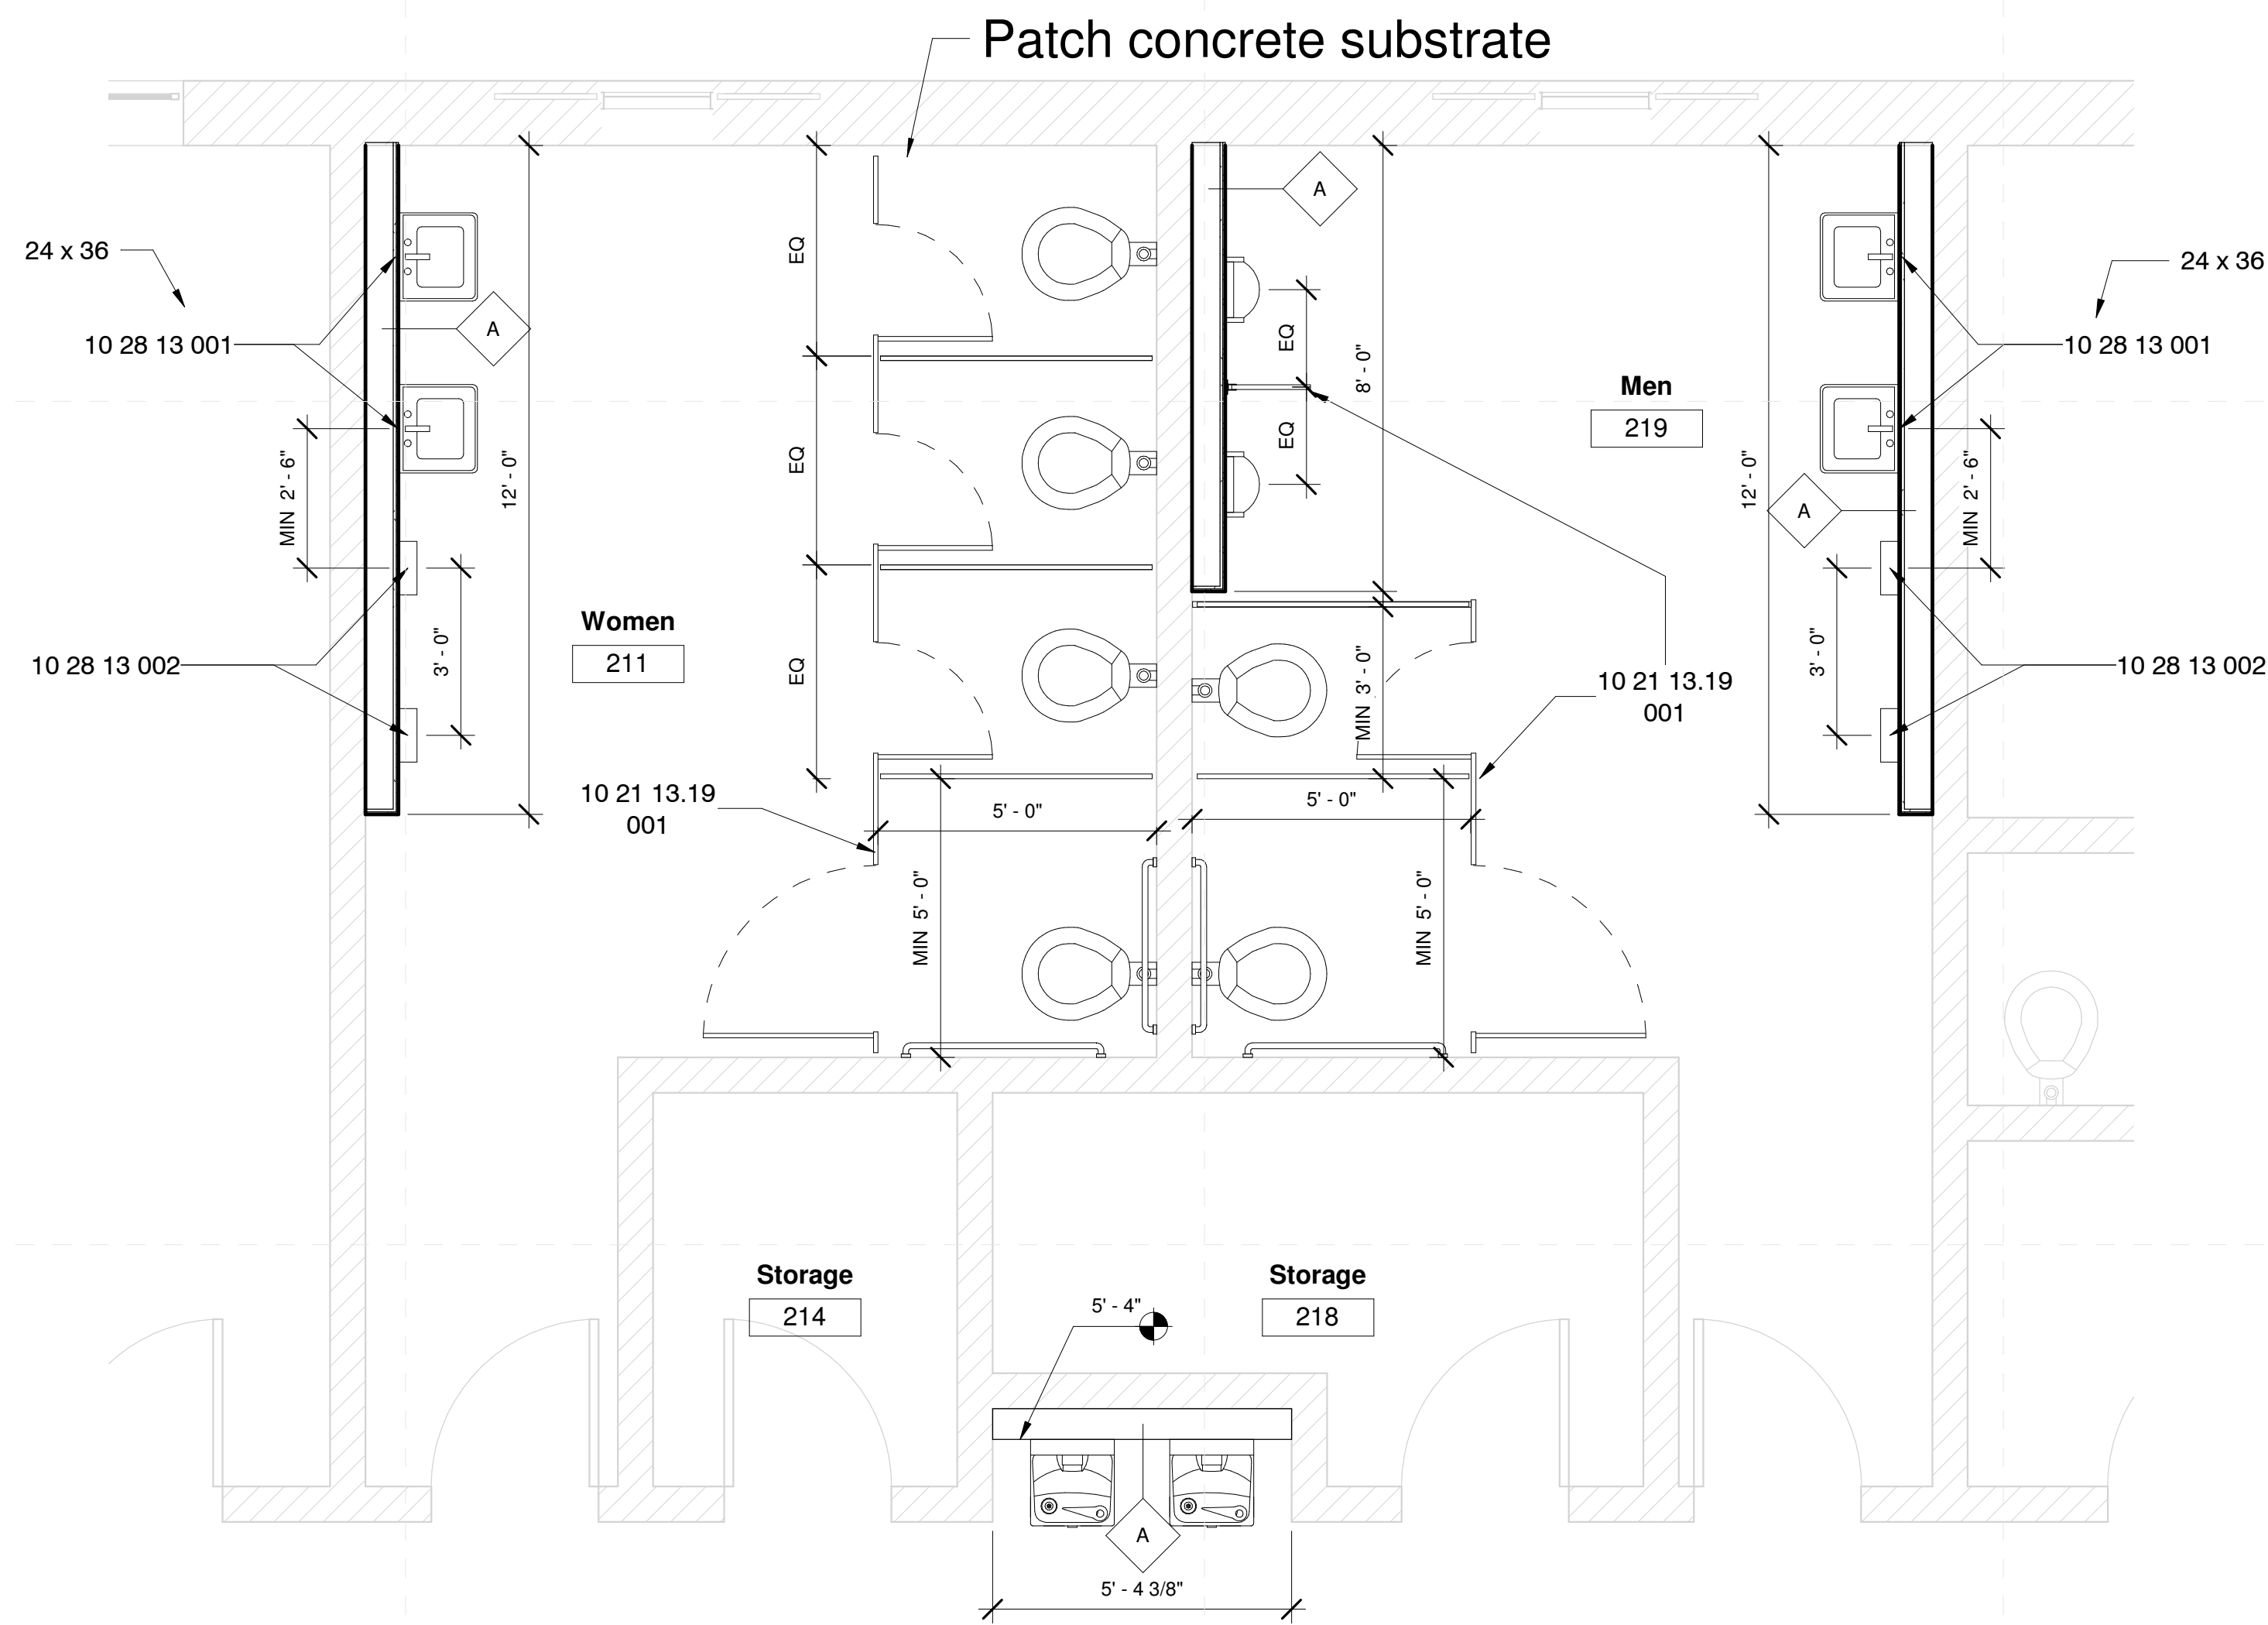 Patch concrete substrate
24 x 36
10 28 13 001
A
MIN 2' - 6"
12' - 0"
3' - 0"
10 28 13 002
Women
211
EQ
EQ
EQ
10 21 13.19
001
5' - 0"
MIN 5' - 0"
A
EQ
EQ
8' - 0"
MIN 3' - 0"
5' - 0"
MIN 5' - 0"
Men
219
10 21 13.19
001
12' - 0"
A
MIN 2' - 6"
3' - 0"
24 x 36
10 28 13 001
10 28 13 002
Storage
214
Storage
218
5' - 4"
A
5' - 4 3/8"